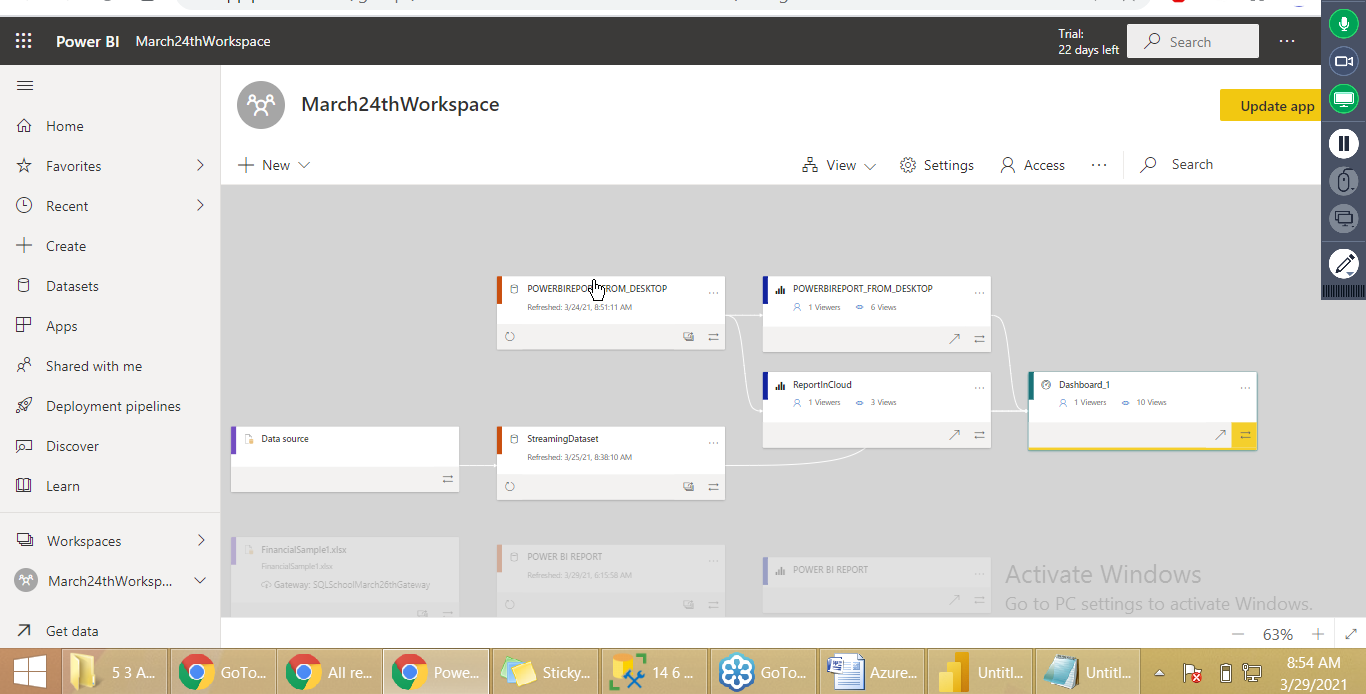 Power BI March24thWorkspace
Trial:
22 days left
Search
March24thWorkspace
Update app
New
View
Settings
Access
Search
Home
Favorites
Recent
Create
Datasets
Apps
Shared with me
Deployment pipelines
Discover
Learn
Workspaces
March24thWorksp...
Get data
POWERBIREPORT_FROM_DESKTOP
Refreshed: 3/24/21, 8:51:11 AM
POWERBIREPORT_FROM_DESKTOP
1 Viewers 6 Views
ReportInCloud
1 Viewers 3 Views
Dashboard_1
1 Viewers 10 Views
Data source
StreamingDataset
Refreshed: 3/25/21, 8:38:10 AM
FinancialSample1.xlsx
FinancialSample1.xlsx
Gateway: SQLSchoolMarch26thGateway
POWER BI REPORT
Refreshed: 3/29/21, 6:15:58 AM
POWER BI REPORT
Activate Windows
Go to PC settings to activate Windows.
63%
5 3 A...
GoTo...
All re...
Powe...
Sticky...
14 6 ...
GoTo...
Azure...
Untitl...
Untitl...
8:54 AM
3/29/2021